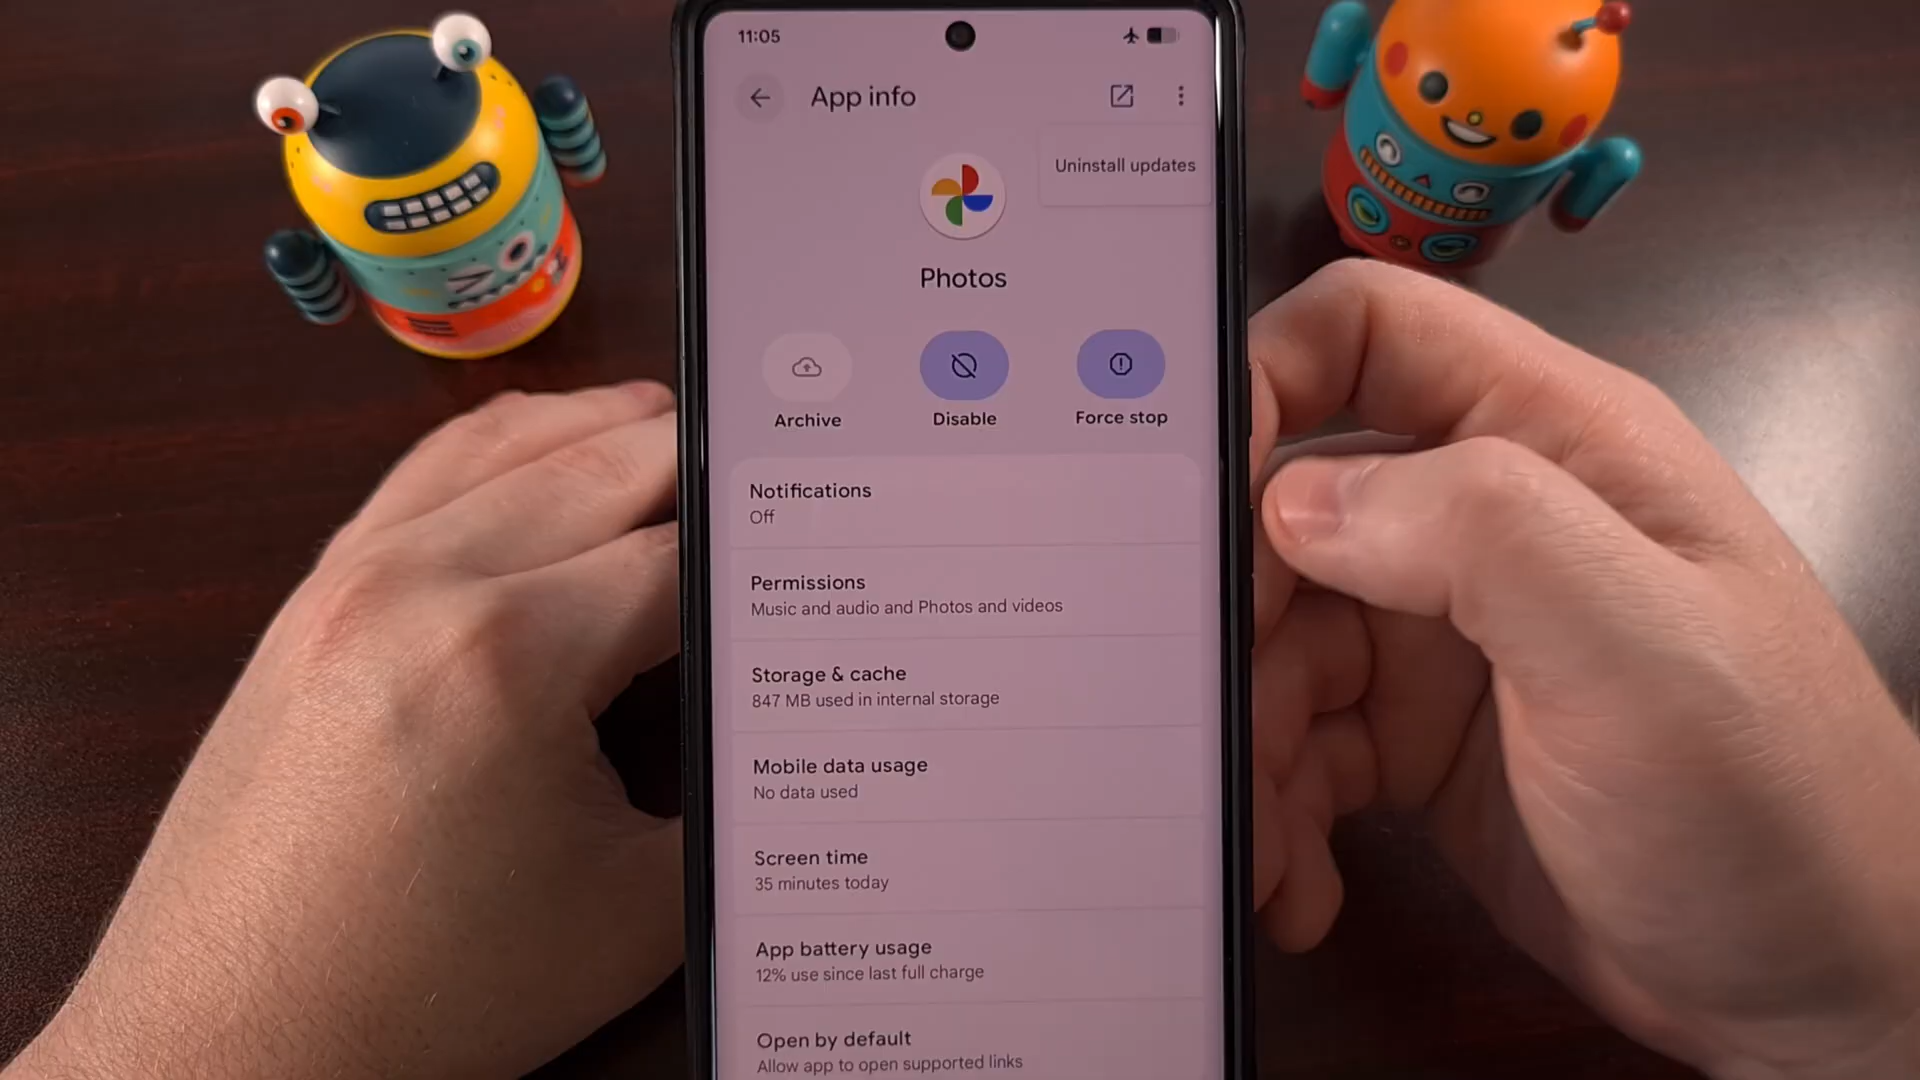 11:05
App info
Uninstall updates
Photos
Archive
Disable
Force stop
Notifications
Off
Permissions
Music and audio and Photos and videos
Storage & cache
847 MB used in internal storage
Mobile data usage
No data used
Screen time
35 minutes today
App battery usage
12% use since last full charge
Open by default
Allow app to open supported links